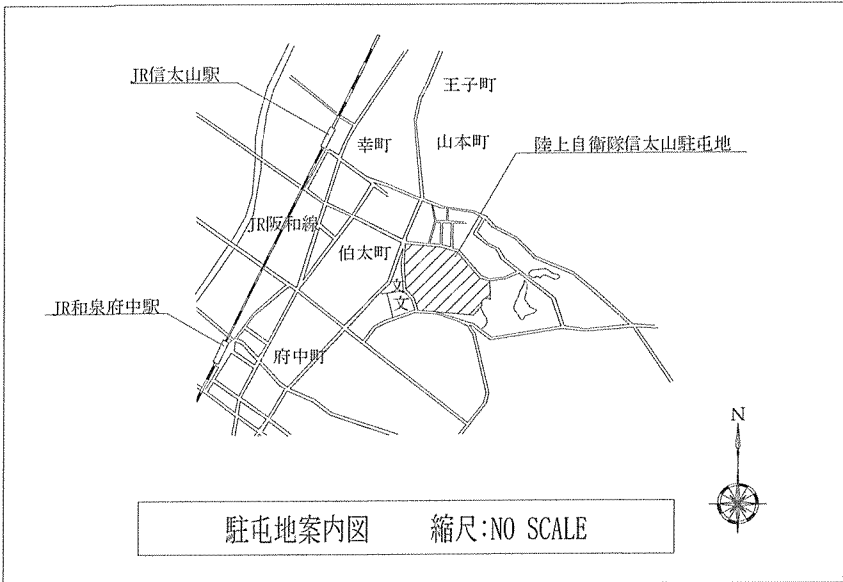 JR信太山駅
王子町
幸町
山本町
陸上自衛隊信太山駐屯地
JR阪和線
伯太町
文
文
JR和泉府中駅
府中町
N
駐屯地案内図 縮尺:NO SCALE